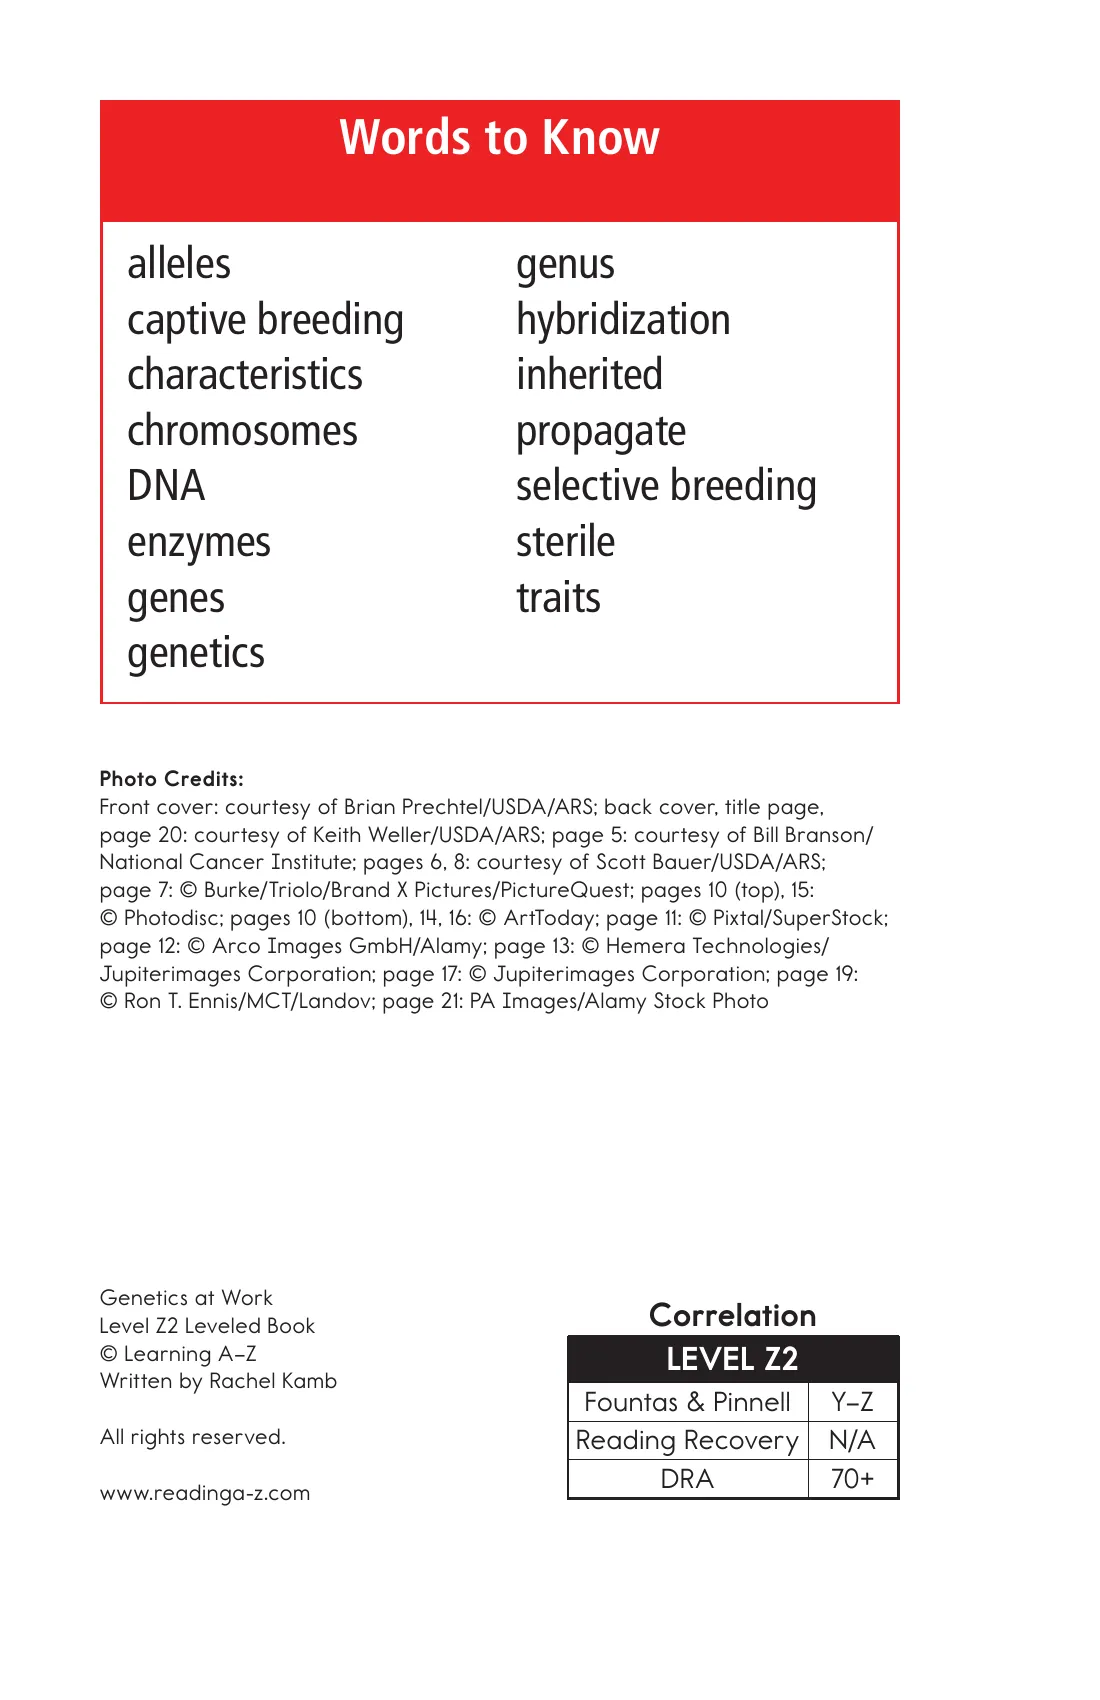 Words to Know
alleles
captive breeding
characteristics
chromosomes
DNA
enzymes
genes
genetics
genus
hybridization
inherited
propagate
selective breeding
sterile
traits
Photo Credits:
Front cover: courtesy of Brian Prechtel/USDA/ARS; back cover, title page,
page 20: courtesy of Keith Weller/USDA/ARS; page 5: courtesy of Bill Branson/
National Cancer Institute; pages 6, 8: courtesy of Scott Bauer/USDA/ARS;
page 7: © Burke/Triolo/Brand X Pictures/PictureQuest; pages 10 (top), 15:
© Photodisc; pages 10 (bottom), 14, 16: © ArtToday; page 11: © Pixtal/SuperStock;
page 12: © Arco Images GmbH/Alamy; page 13: © Hemera Technologies/
Jupiterimages Corporation; page 17: © Jupiterimages Corporation; page 19:
© Ron T. Ennis/MCT/Landov; page 21: PA Images/Alamy Stock Photo
Genetics at Work
Level Z2 Leveled Book
© Learning A–Z
Written by Rachel Kamb
All rights reserved.
www.readinga-z.com
Correlation
LEVEL Z2
Fountas & Pinnell Y–Z
Reading Recovery N/A
DRA 70+